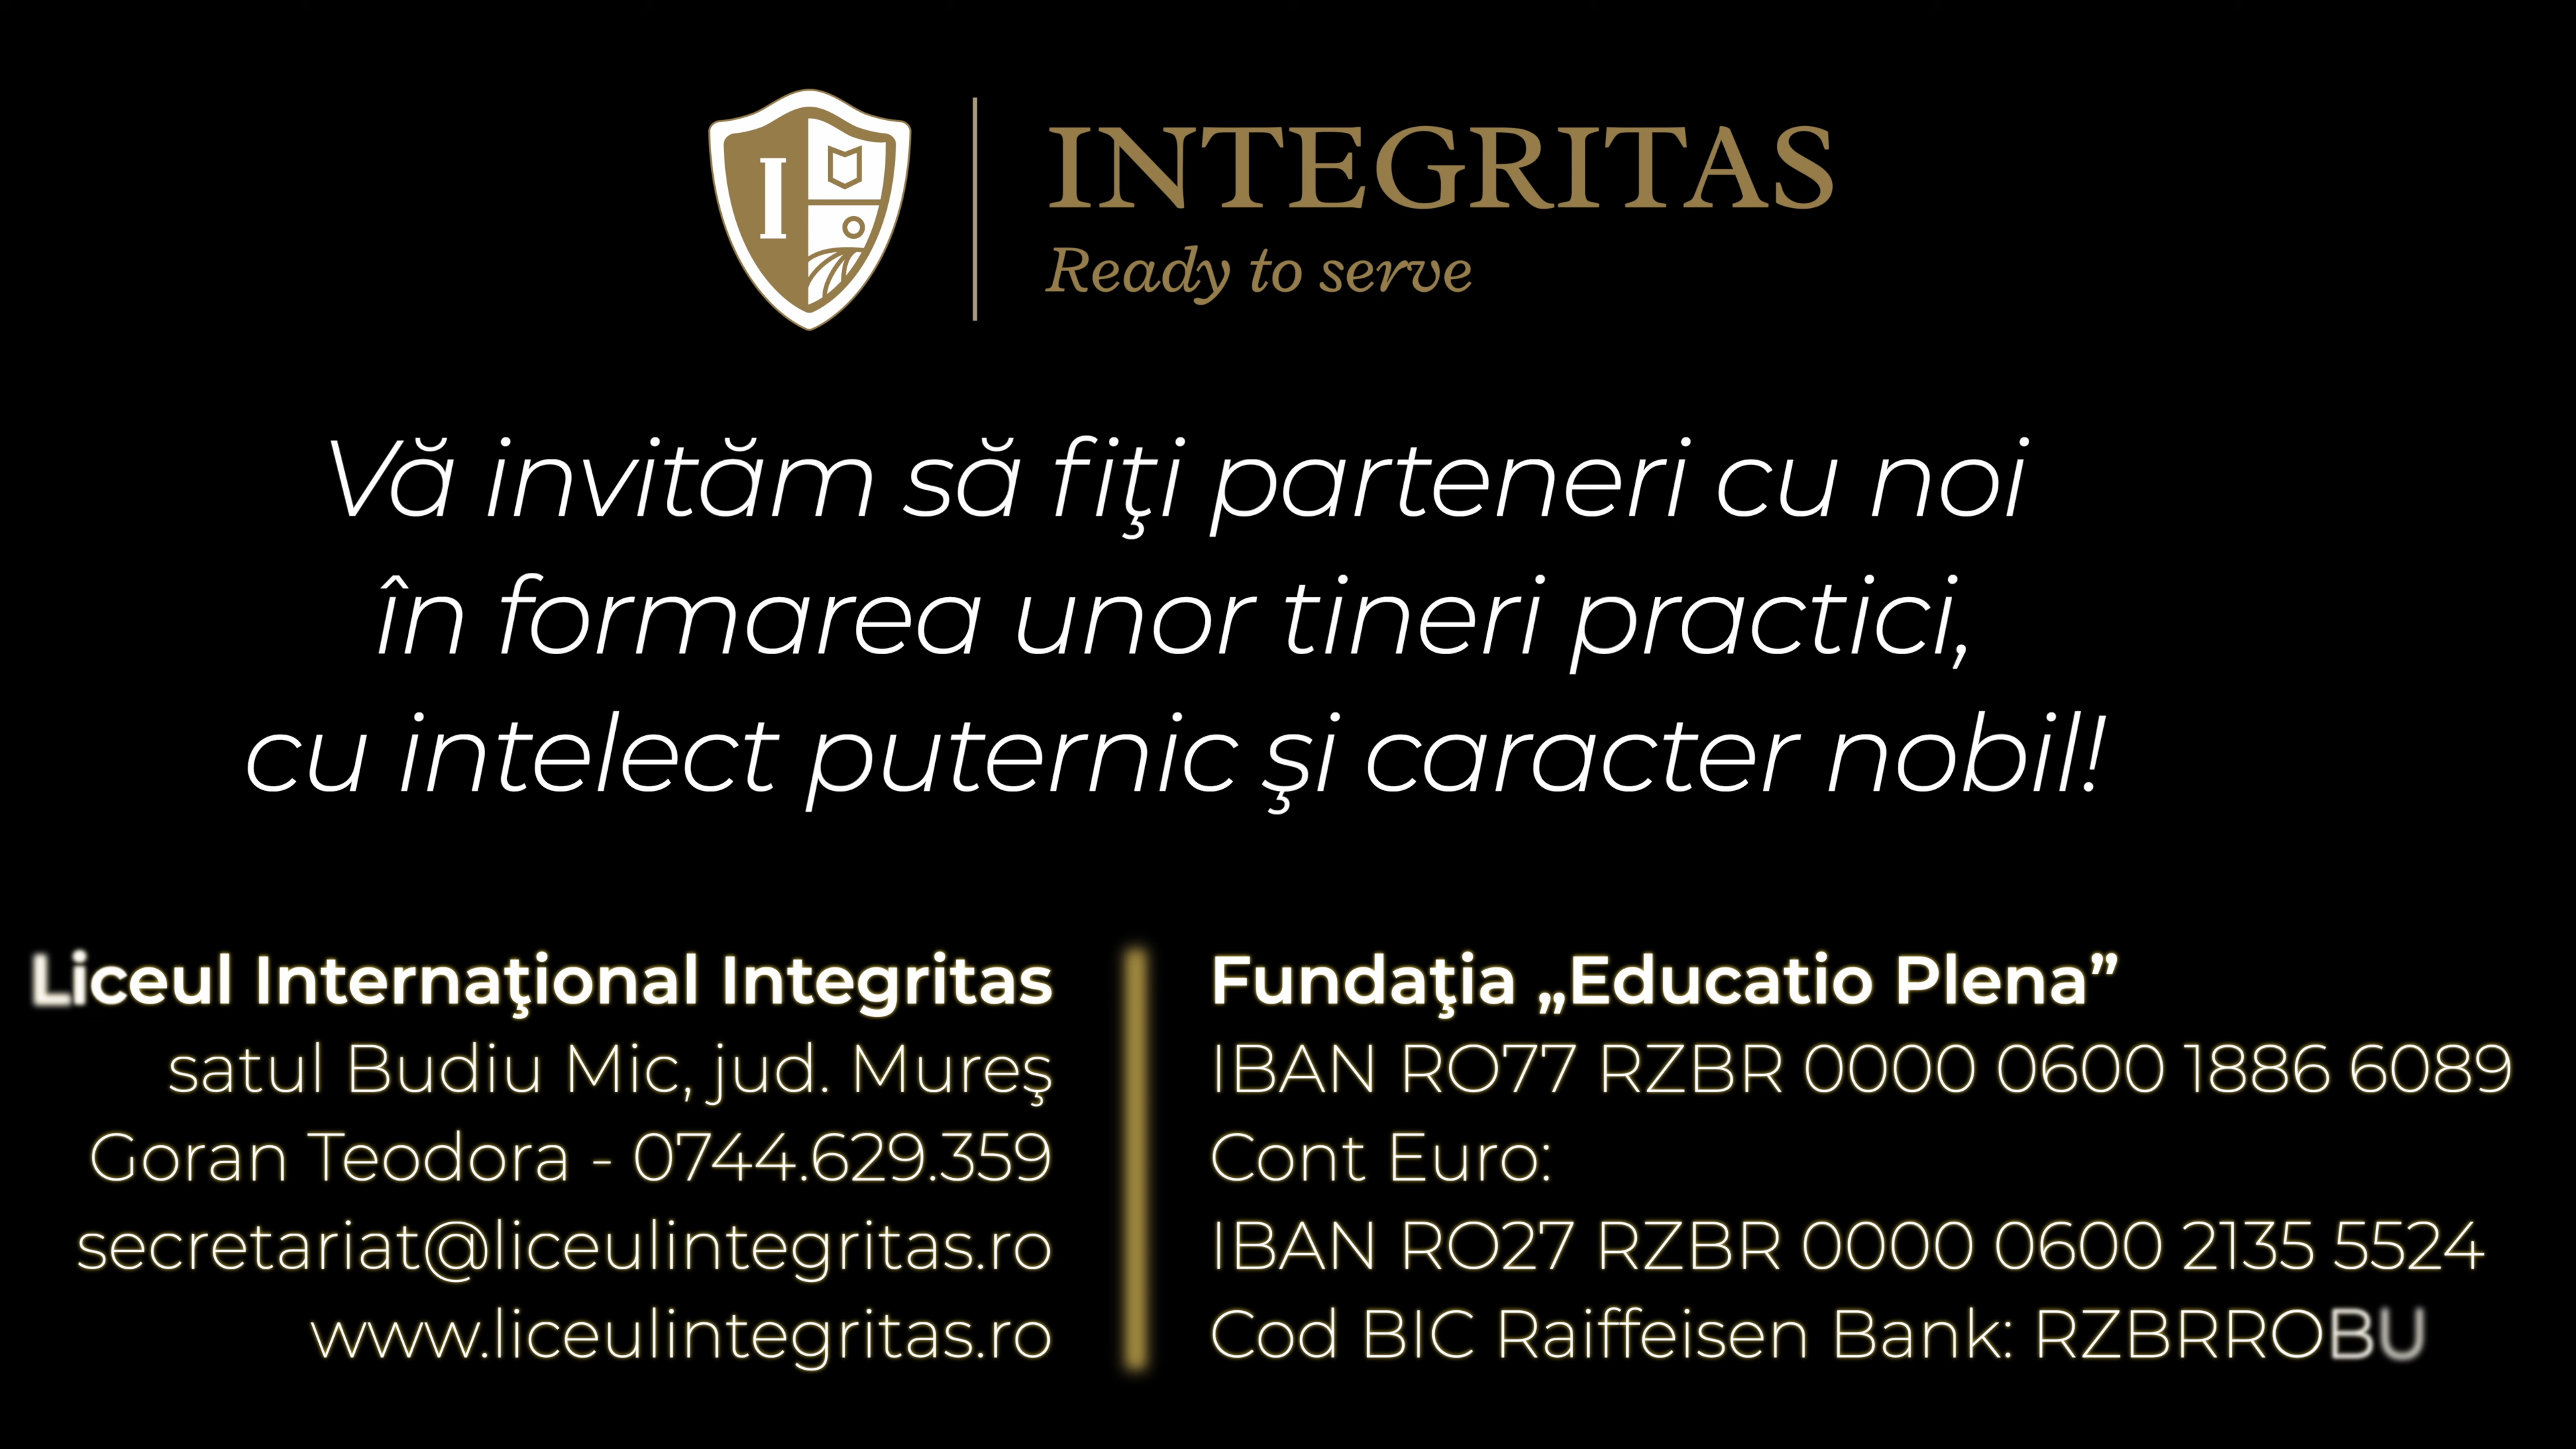 I
INTEGRITAS
Ready to serve
Vă invităm să fiţi parteneri cu noi
în formarea unor tineri practici,
cu intelect puternic şi caracter nobil!
Liceul Internaţional Integritas
satul Budiu Mic, jud. Mureş
Goran Teodora - 0744.629.359
secretariat@liceulintegritas.ro
www.liceulintegritas.ro
Fundaţia „Educatio Plena”
IBAN RO77 RZBR 0000 0600 1886 6089
Cont Euro:
IBAN RO27 RZBR 0000 0600 2135 5524
Cod BIC Raiffeisen Bank: RZBRROBU